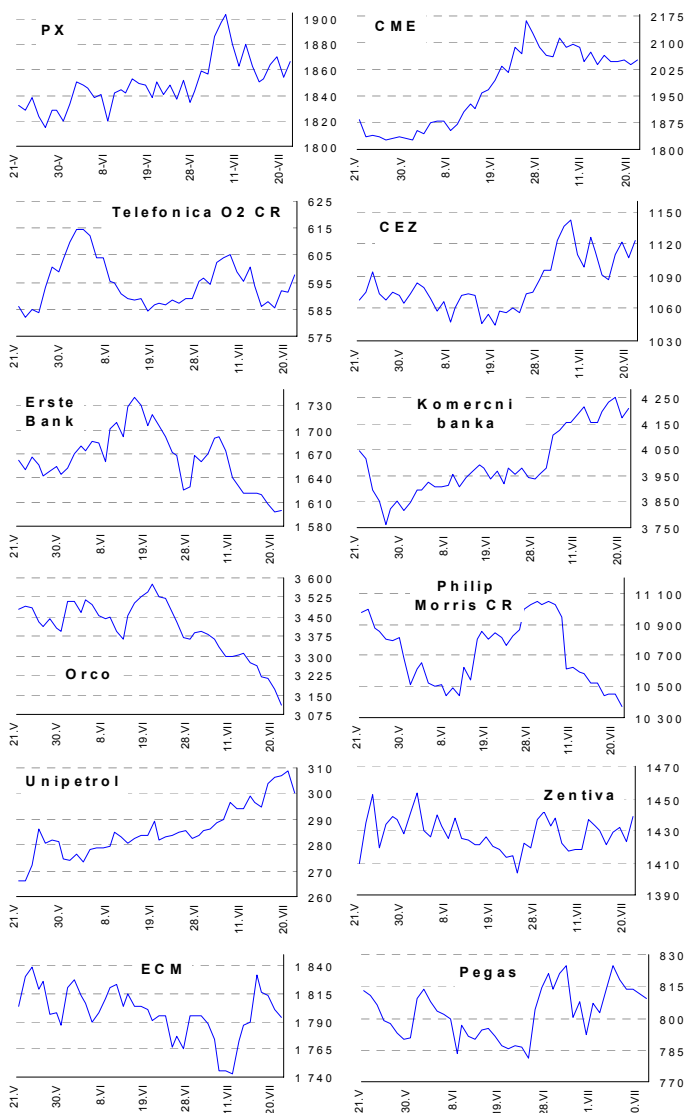 PX
1900
1880
1860
1840
1820
1800
21-V
30-V
8-VI
19-VI
28-VI
11-VII
20-VII
CME
2175
2100
2025
1950
1875
1800
21.V
30.V
8.VI
19.VI
28.VI
11.VII
20.VII
Telefonica O2 CR
625
615
605
595
585
575
21.V
30.V
8.VI
19.VI
28.VI
11.VII
20.VII
CEZ
1150
1120
1090
1060
1030
21.V
30.V
8.VI
19.VI
28.VI
11.VII
20.VII
Erste
Bank
1 730
1 700
1 670
1 640
1 610
1 580
21.V
30.V
8.VI
19.VI
28.VI
11.VII
20.VII
Komercni
banka
4 250
4 150
4 050
3 950
3 850
3 750
21.V
30.V
8.VI
19.VI
28.VI
11.VII
20.VII
Orco
3 600
3 525
3 450
3 375
3 300
3 225
3 150
3 075
21.V
30.V
8.VI
19.VI
28.VI
11.VII
20.VII
Philip
Morris CR
11 100
10 900
10 700
10 500
10 300
21.V
30.V
8.VI
19.VI
28.VI
11.VII
20.VII
Unipetrol
310
300
290
280
270
260
21.V
30.V
8.VI
19.VI
28.VI
11.VII
20.VII
Zentiva
1470
1450
1430
1410
1390
21.V
30.V
8.VI
19.VI
28.VI
11.VII
20.VII
ECM
1 840
1 815
1 790
1 765
1 740
21.V
30.V
8.VI
19.VI
28.VI
11.VII
20.VII
Pegas
830
815
800
785
770
21.V
30.V
8.VI
19.VI
28.VI
1.VII
0.VII